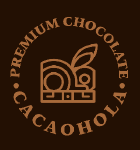 • PREMIUM CHOCOLATE •
CACAOHOLA